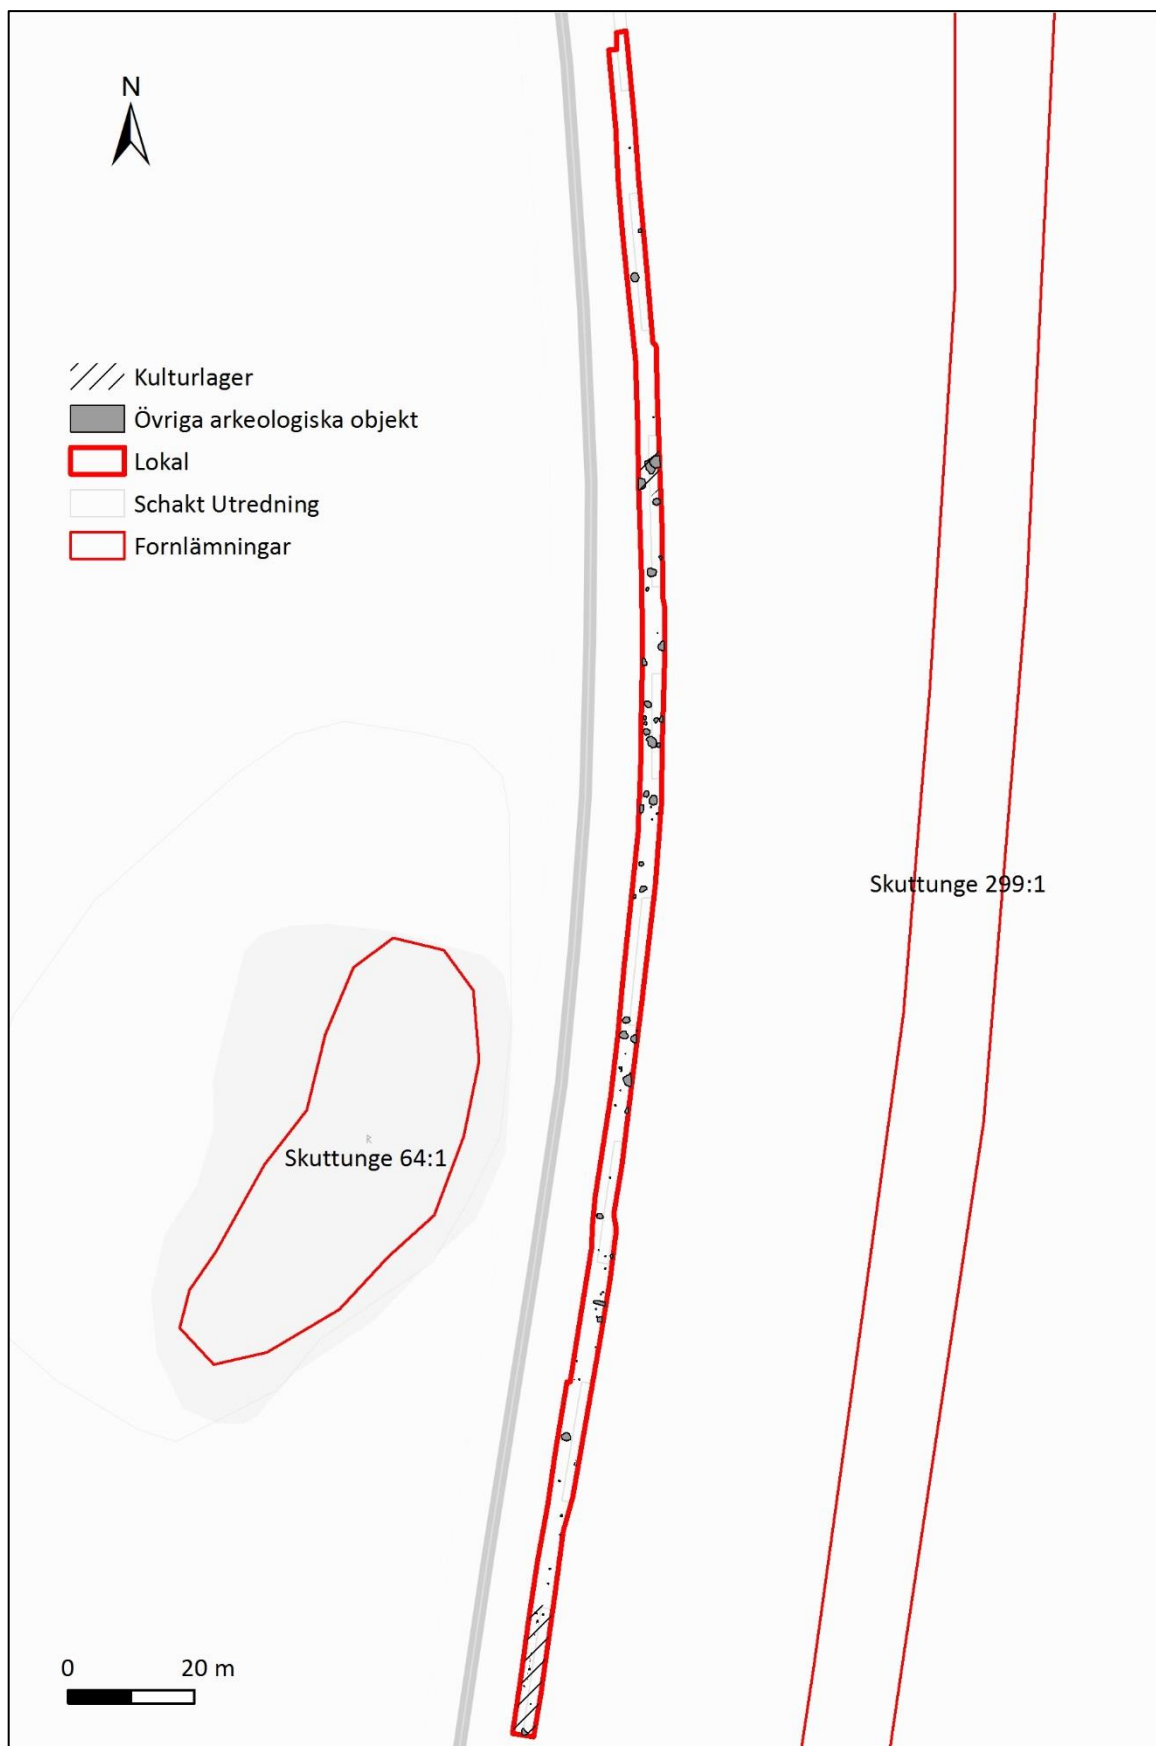 N
Kulturlager
Övriga arkeologiska objekt
Lokal
Schakt Utredning
Fornlämningar
Skuttunge 299:1
R
Skuttunge 64:1
0 20 m